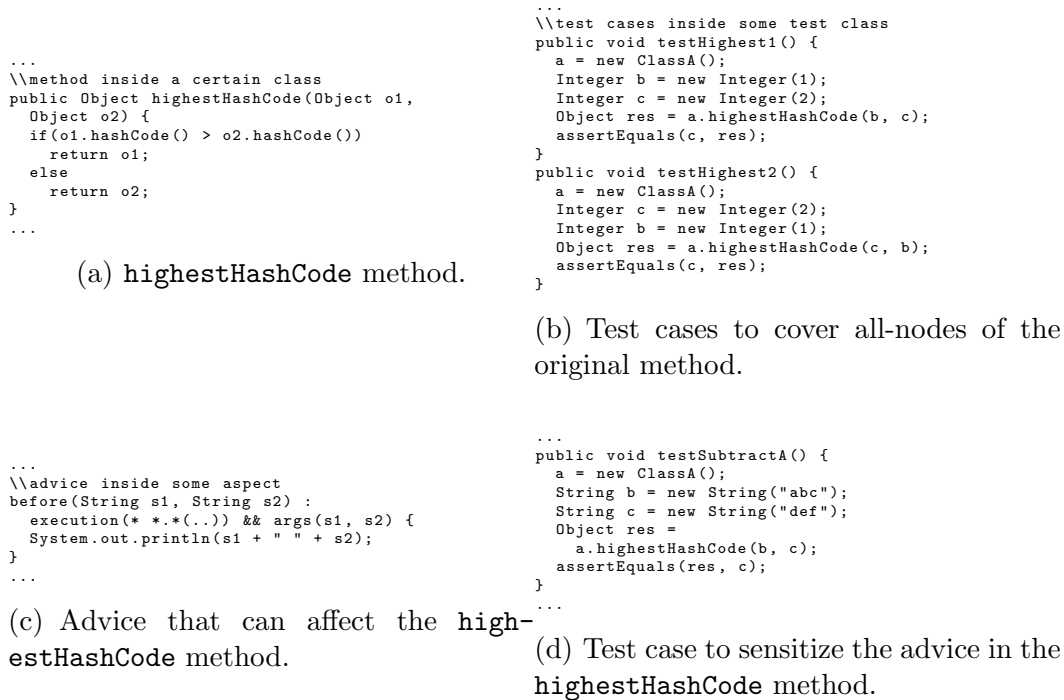 ...
\\method inside a certain class
public Object highestHashCode(Object o1,
  Object o2) {
  if(o1.hashCode() > o2.hashCode())
    return o1;
  else
    return o2;
}
...
(a) highestHashCode method.
...
\\test cases inside some test class
public void testHighest1() {
  a = new ClassA();
  Integer b = new Integer(1);
  Integer c = new Integer(2);
  Object res = a.highestHashCode(b, c);
  assertEquals(c, res);
}
public void testHighest2() {
  a = new ClassA();
  Integer c = new Integer(2);
  Integer b = new Integer(1);
  Object res = a.highestHashCode(c, b);
  assertEquals(c, res);
}
(b) Test cases to cover all-nodes of the
original method.
...
\\advice inside some aspect
before(String s1, String s2) :
  execution(* *.*(..)) && args(s1, s2) {
  System.out.println(s1 + " " + s2);
}
...
(c) Advice that can affect the high-
estHashCode method.
...
public void testSubtractA() {
  a = new ClassA();
  String b = new String("abc");
  String c = new String("def");
  Object res =
    a.highestHashCode(b, c);
  assertEquals(res, c);
}
...
(d) Test case to sensitize the advice in the
highestHashCode method.